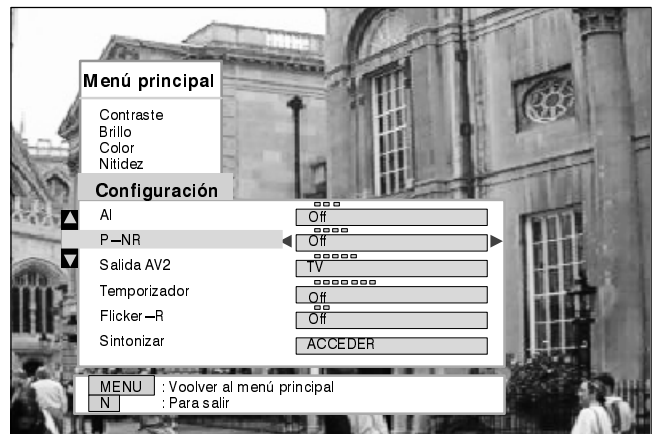 Menú principal
Contraste
Brillo
Color
Nitidez
Configuración
AI Off
P–NR Off
Salida AV2 TV
Temporizador Off
Flicker–R Off
Sintonizar ACCEDER
MENU : Voolver al menú principal
N : Para salir